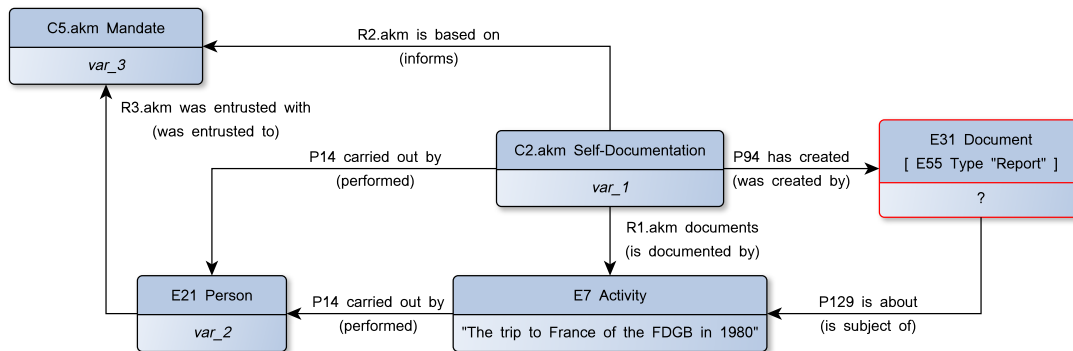 C5.akm Mandate
var_3
R2.akm is based on
(informs)
R3.akm was entrusted with
(was entrusted to)
P14 carried out by
(performed)
C2.akm Self-Documentation
var_1
P94 has created
(was created by)
E31 Document
[ E55 Type "Report" ]
?
R1.akm documents
(is documented by)
E21 Person
var_2
P14 carried out by
(performed)
E7 Activity
"The trip to France of the FDGB in 1980"
P129 is about
(is subject of)